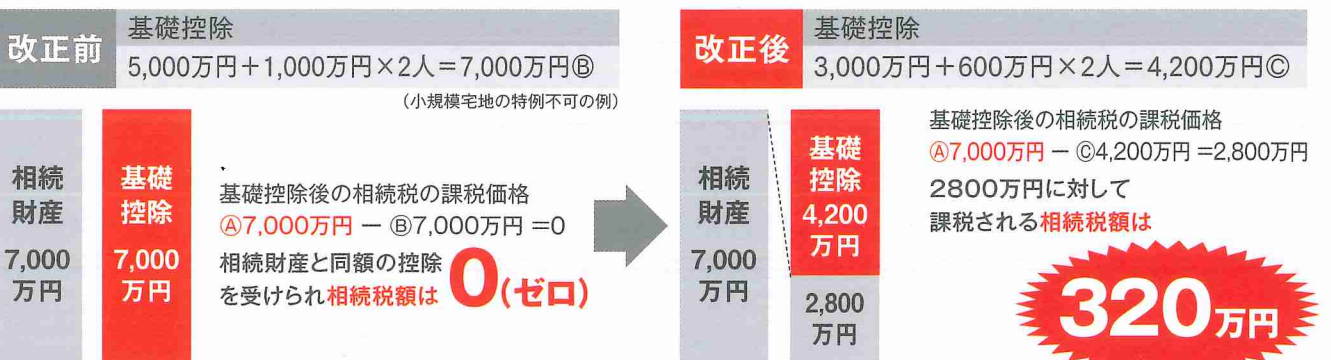 改正前
基礎控除
5,000万円+1,000万円×2人=7,000万円Ⓑ
(小規模宅地の特例不可の例)
相続
財産
7,000
万円
基礎
控除
7,000
万円
基礎控除後の相続税の課税価格
Ⓐ7,000万円 － Ⓑ7,000万円 =0
相続財産と同額の控除
を受けられ相続税額は 0(ゼロ)
改正後
基礎控除
3,000万円+600万円×2人=4,200万円Ⓒ
相続
財産
7,000
万円
基礎
控除
4,200
万円
2,800
万円
基礎控除後の相続税の課税価格
Ⓐ7,000万円 － Ⓒ4,200万円 =2,800万円
2800万円に対して
課税される相続税額は
320万円